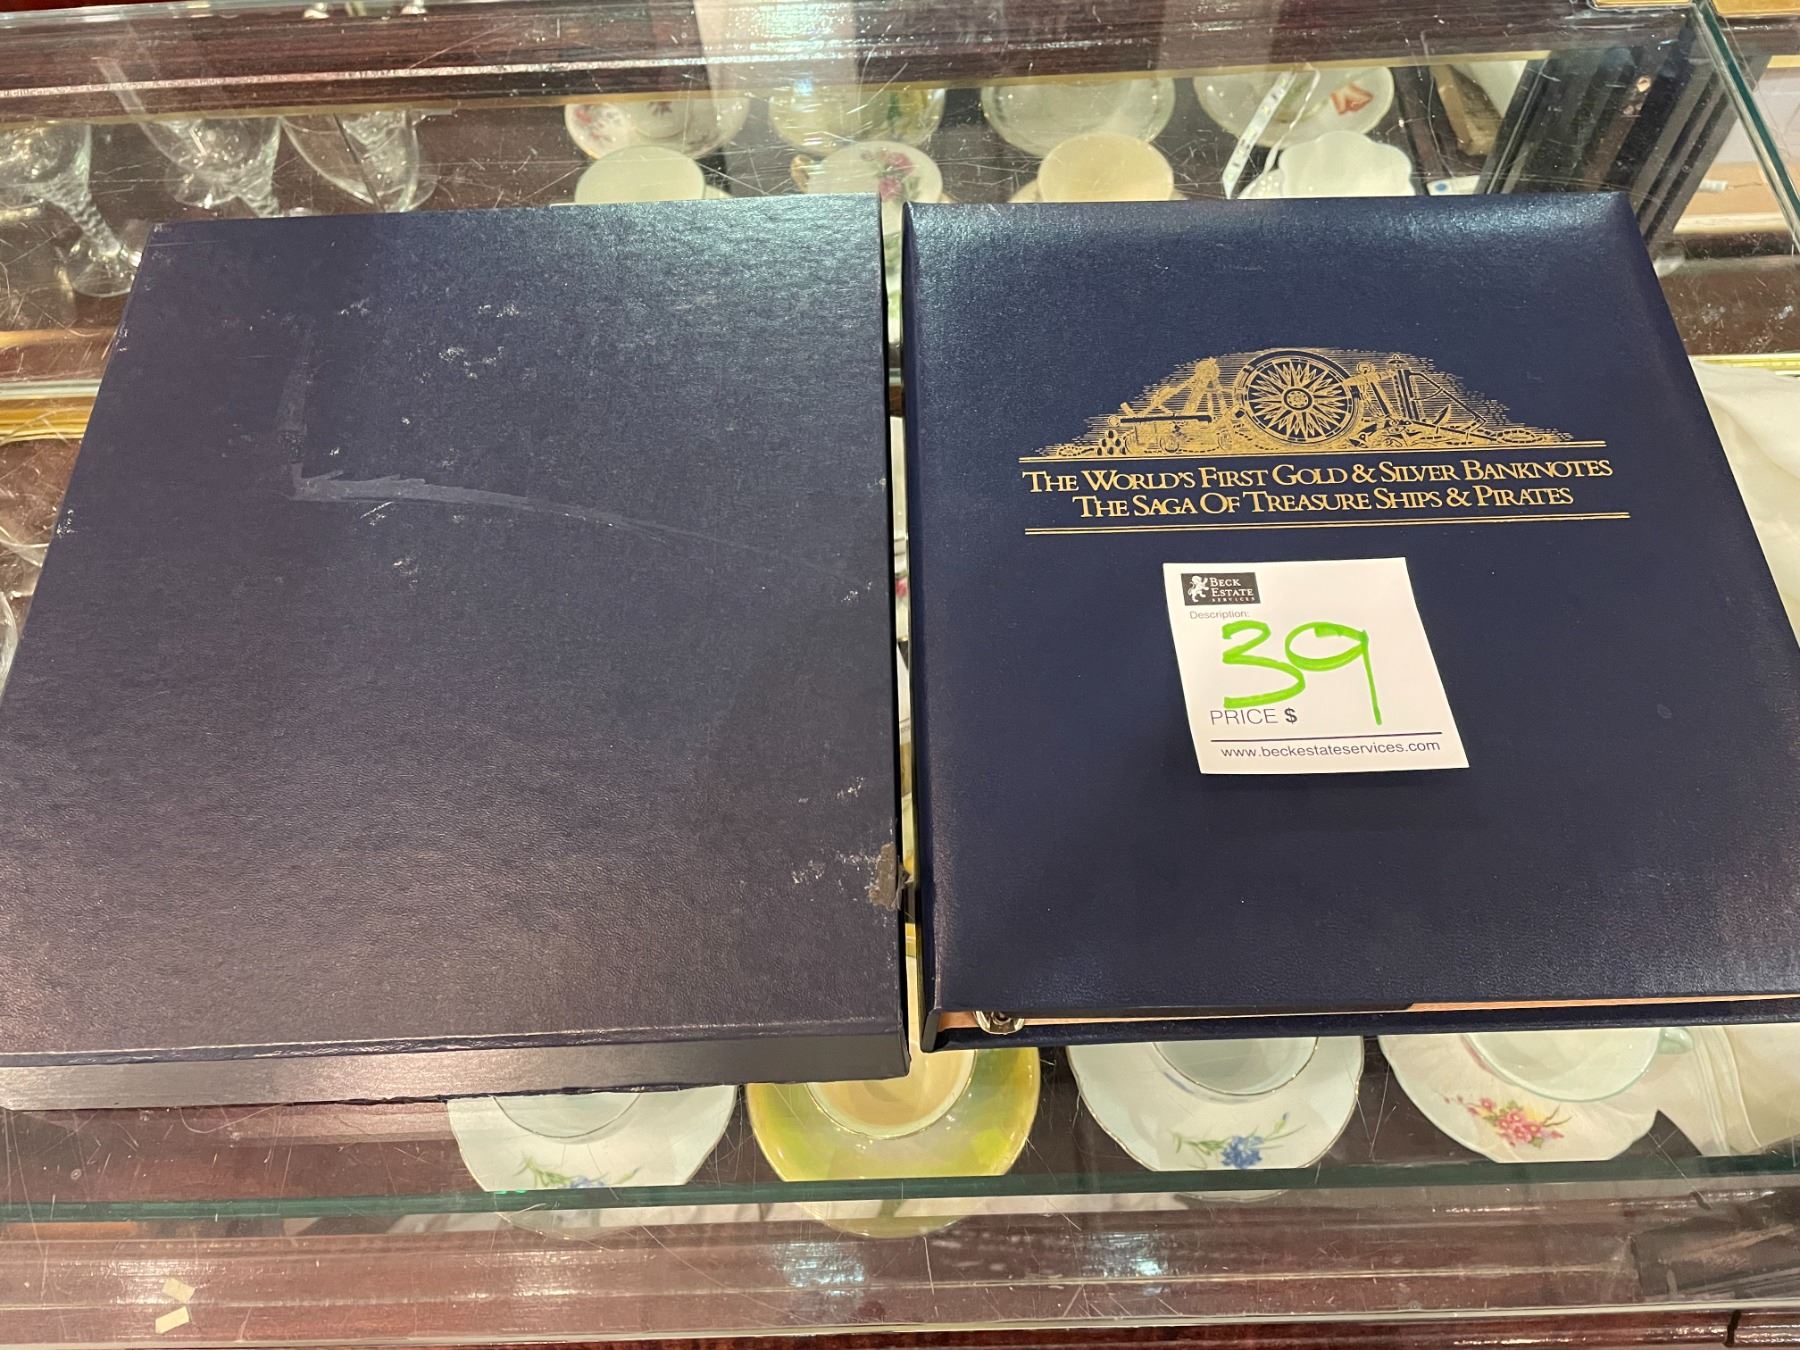 THE WORLD'S FIRST GOLD & SILVER BANKNOTES
THE SAGA OF TREASURE SHIPS & PIRATES
BECK
ESTATE
SERVICES
Description:
39
PRICE $
www.beckestateservices.com